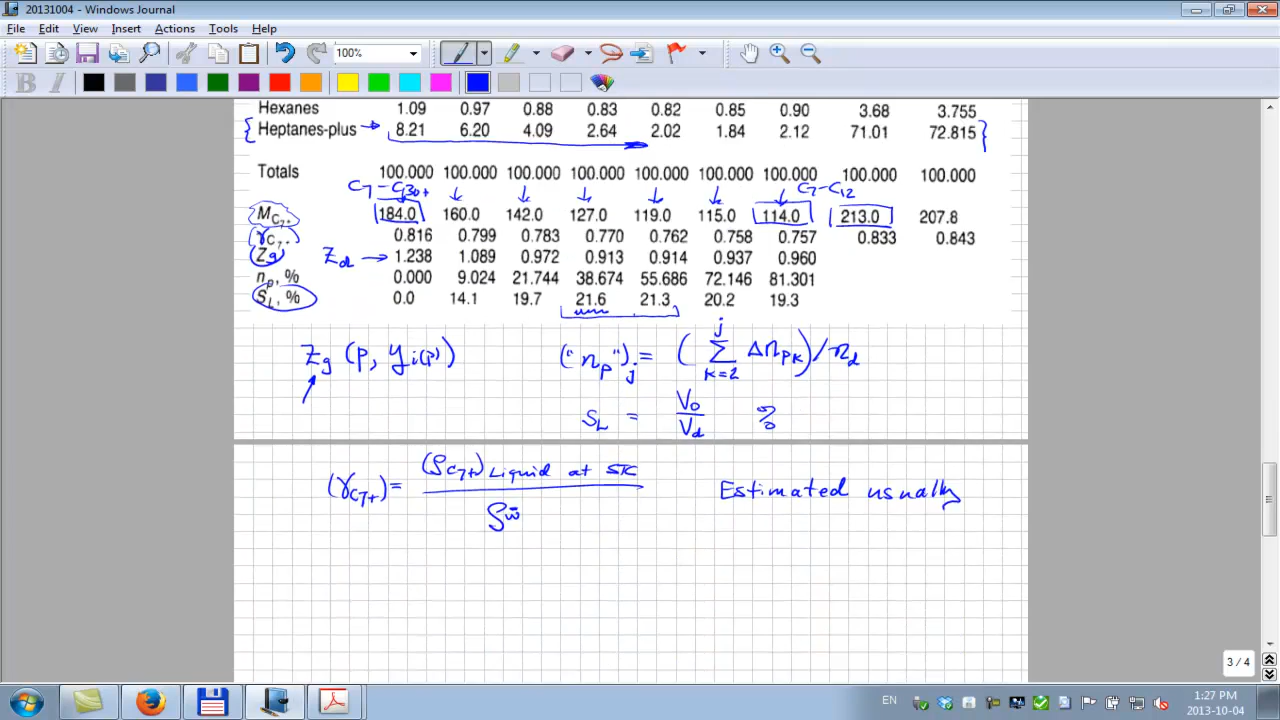 20131004 - Windows Journal
File Edit View Insert Actions Tools Help
100%
B I
Hexanes 1.09 0.97 0.88 0.83 0.82 0.85 0.90 3.68 3.755
{ Heptanes-plus → 8.21 6.20 4.09 2.64 2.02 1.84 2.12 71.01 72.815 }
Totals 100.000 100.000 100.000 100.000 100.000 100.000 100.000 100.000 100.000
C7 – C30+ ↓ ↓ ↓ ↓ ↓ ↓ C7–C12
MC7+ 184.0 160.0 142.0 127.0 119.0 115.0 114.0 213.0 207.8
γC7+ 0.816 0.799 0.783 0.770 0.762 0.758 0.757 0.833 0.843
Zg Zd → 1.238 1.089 0.972 0.913 0.914 0.937 0.960
np, % 0.000 9.024 21.744 38.674 55.686 72.146 81.301
SL, % 0.0 14.1 19.7 21.6 21.3 20.2 19.3
Zg (p, yi(p)) ("np")j = (j Σ k=2 Δnpk) / nd
SL = Vo / Vd %
(γC7+) = (ρC7+) Liquid at STC / ρw Estimated usually
3 / 4
EN 1:27 PM
2013-10-04